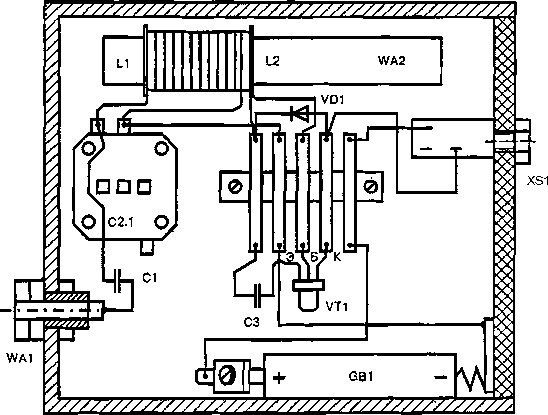 L1 L2 WA2
VD1
XS1
C2.1
Э Б К
C1
C3 VT1
WA1
+ GB1 −